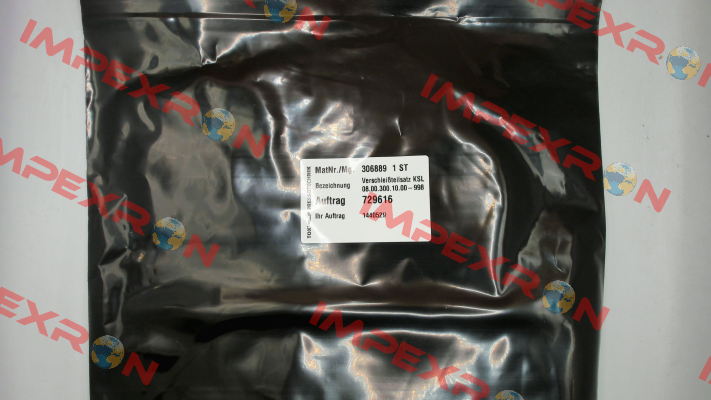 IMPEXRON
IMPEXRON
IMPEXRON
IMPEXRON
IMPEXRON
IMPEXRON
IMPEXRON
MatNr./Mg. 306889 1 ST
Bezeichnung Verschleißteilsatz KSL
08.00.300.10.00 – 998
Auftrag 729616
Ihr Auftrag 1440529